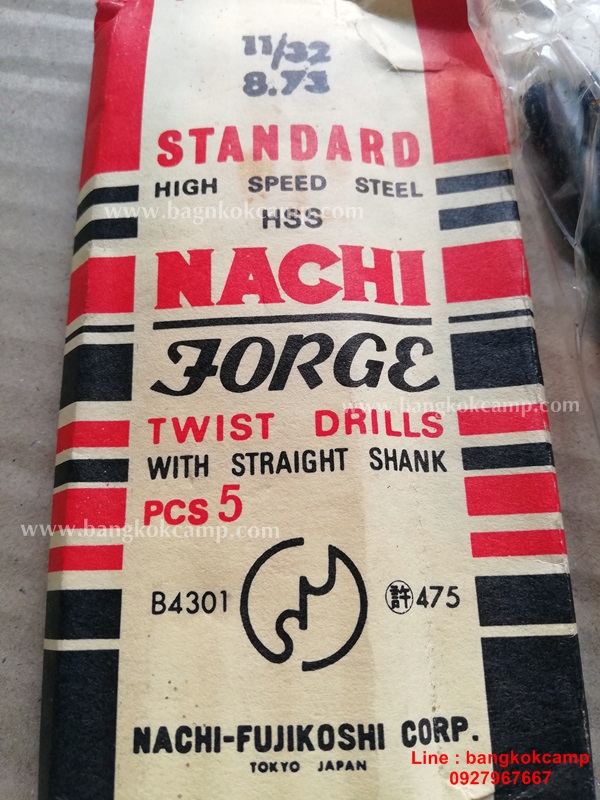 11/32
8.73
STANDARD
HIGH SPEED STEEL
www.bagnkokcamp.com
HSS
NACHI
FORGE
www.bangkokcamp.com
TWIST DRILLS
WITH STRAIGHT SHANK
PCS 5
www.bangkokcamp.com
B4301 許 475
NACHI-FUJIKOSHI CORP.
TOKYO JAPAN
Line : bangkokcamp
0927967667